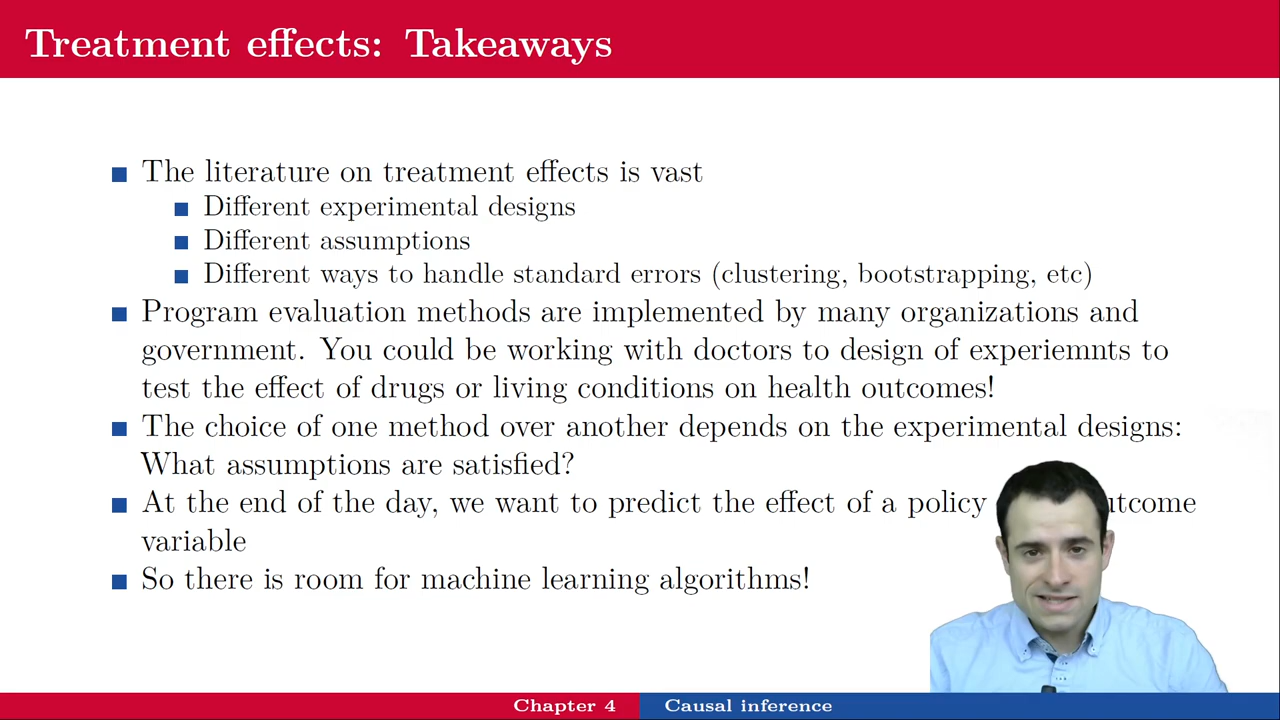 Treatment effects: Takeaways
The literature on treatment effects is vast
Different experimental designs
Different assumptions
Different ways to handle standard errors (clustering, bootstrapping, etc)
Program evaluation methods are implemented by many organizations and
government. You could be working with doctors to design of experiemnts to
test the effect of drugs or living conditions on health outcomes!
The choice of one method over another depends on the experimental designs:
What assumptions are satisfied?
At the end of the day, we want to predict the effect of a policy
variable
So there is room for machine learning algorithms!
Chapter 4
Causal inference